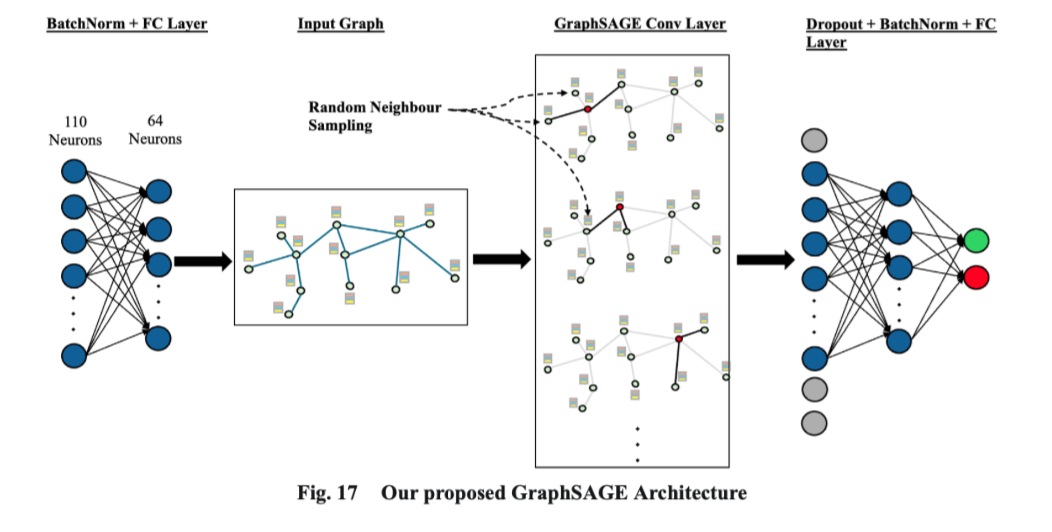 BatchNorm + FC Layer
Input Graph
GraphSAGE Conv Layer
Dropout + BatchNorm + FC
Layer
Random Neighbour
Sampling
110
Neurons
64
Neurons
Fig. 17 Our proposed GraphSAGE Architecture